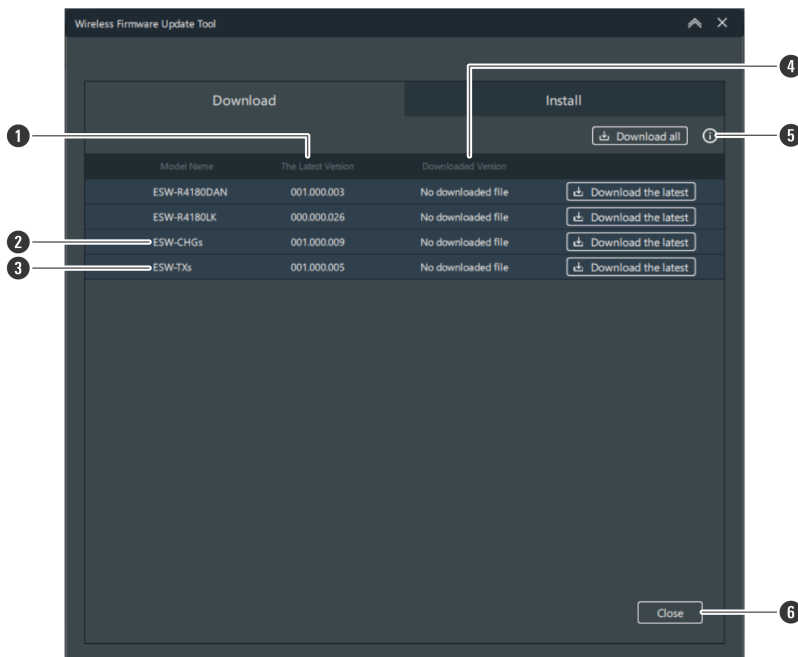 Wireless Firmware Update Tool
4
Download Install
1
Download all
5
Model Name The Latest Version Downloaded Version
ESW-R4180DAN 001.000.003 No downloaded file Download the latest
ESW-R4180LK 000.000.026 No downloaded file Download the latest
2 ESW-CHGs 001.000.009 No downloaded file Download the latest
3 ESW-TXs 001.000.005 No downloaded file Download the latest
Close 6